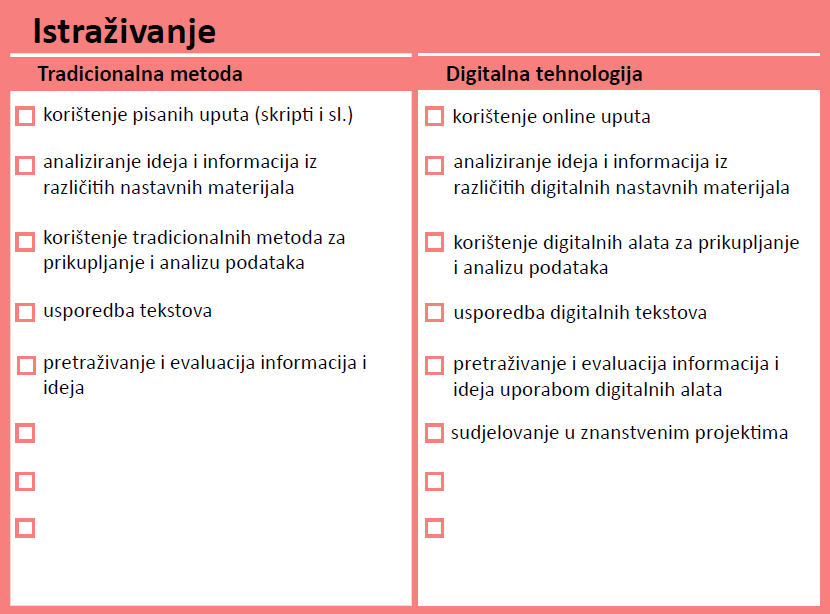 Istraživanje
Tradicionalna metoda
korištenje pisanih uputa (skripti i sl.)
analiziranje ideja i informacija iz
različitih nastavnih materijala
korištenje tradicionalnih metoda za
prikupljanje i analizu podataka
usporedba tekstova
pretraživanje i evaluacija informacija i
ideja
Digitalna tehnologija
korištenje online uputa
analiziranje ideja i informacija iz
različitih digitalnih nastavnih materijala
korištenje digitalnih alata za prikupljanje
i analizu podataka
usporedba digitalnih tekstova
pretraživanje i evaluacija informacija i
ideja uporabom digitalnih alata
sudjelovanje u znanstvenim projektima